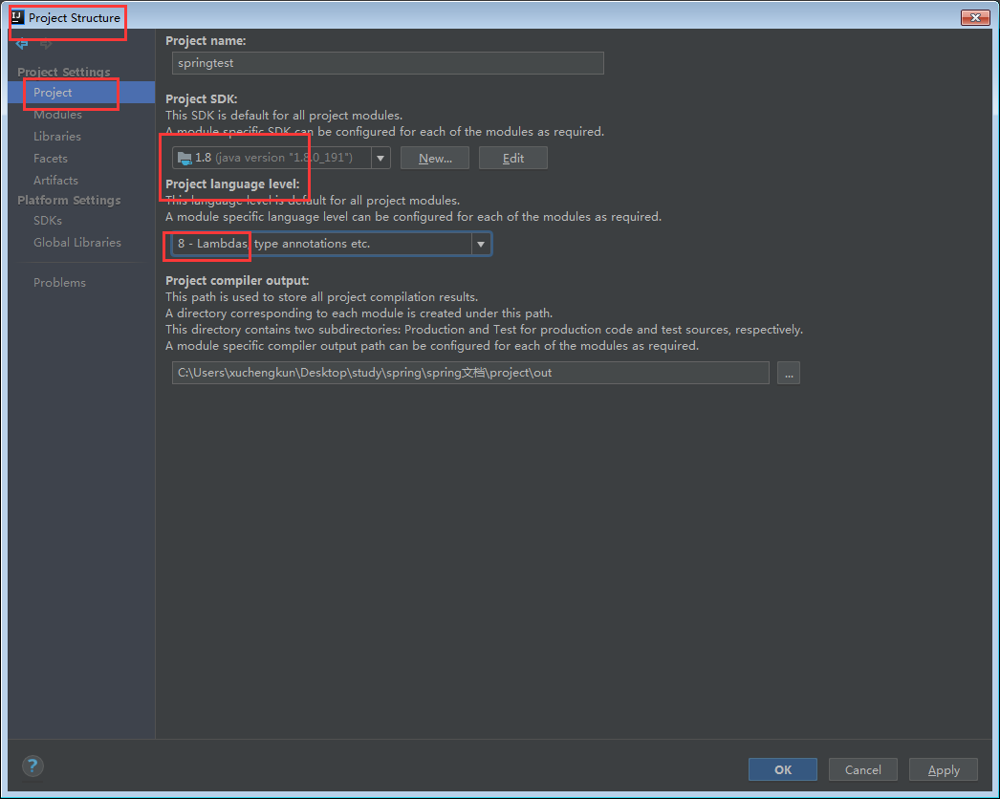 Project Structure
Project Settings
Project
Modules
Libraries
Facets
Artifacts
Platform Settings
SDKs
Global Libraries
Problems
Project name:
springtest
Project SDK:
This SDK is default for all project modules.
A module specific SDK can be configured for each of the modules as required.
1.8 (java version "1.8.0_191")
New...
Edit
Project language level:
This language level is default for all project modules.
A module specific language level can be configured for each of the modules as required.
8 - Lambdas, type annotations etc.
Project compiler output:
This path is used to store all project compilation results.
A directory corresponding to each module is created under this path.
This directory contains two subdirectories: Production and Test for production code and test sources, respectively.
A module specific compiler output path can be configured for each of the modules as required.
C:\Users\xuchengkun\Desktop\study\spring\spring文档\project\out
...
?
OK
Cancel
Apply